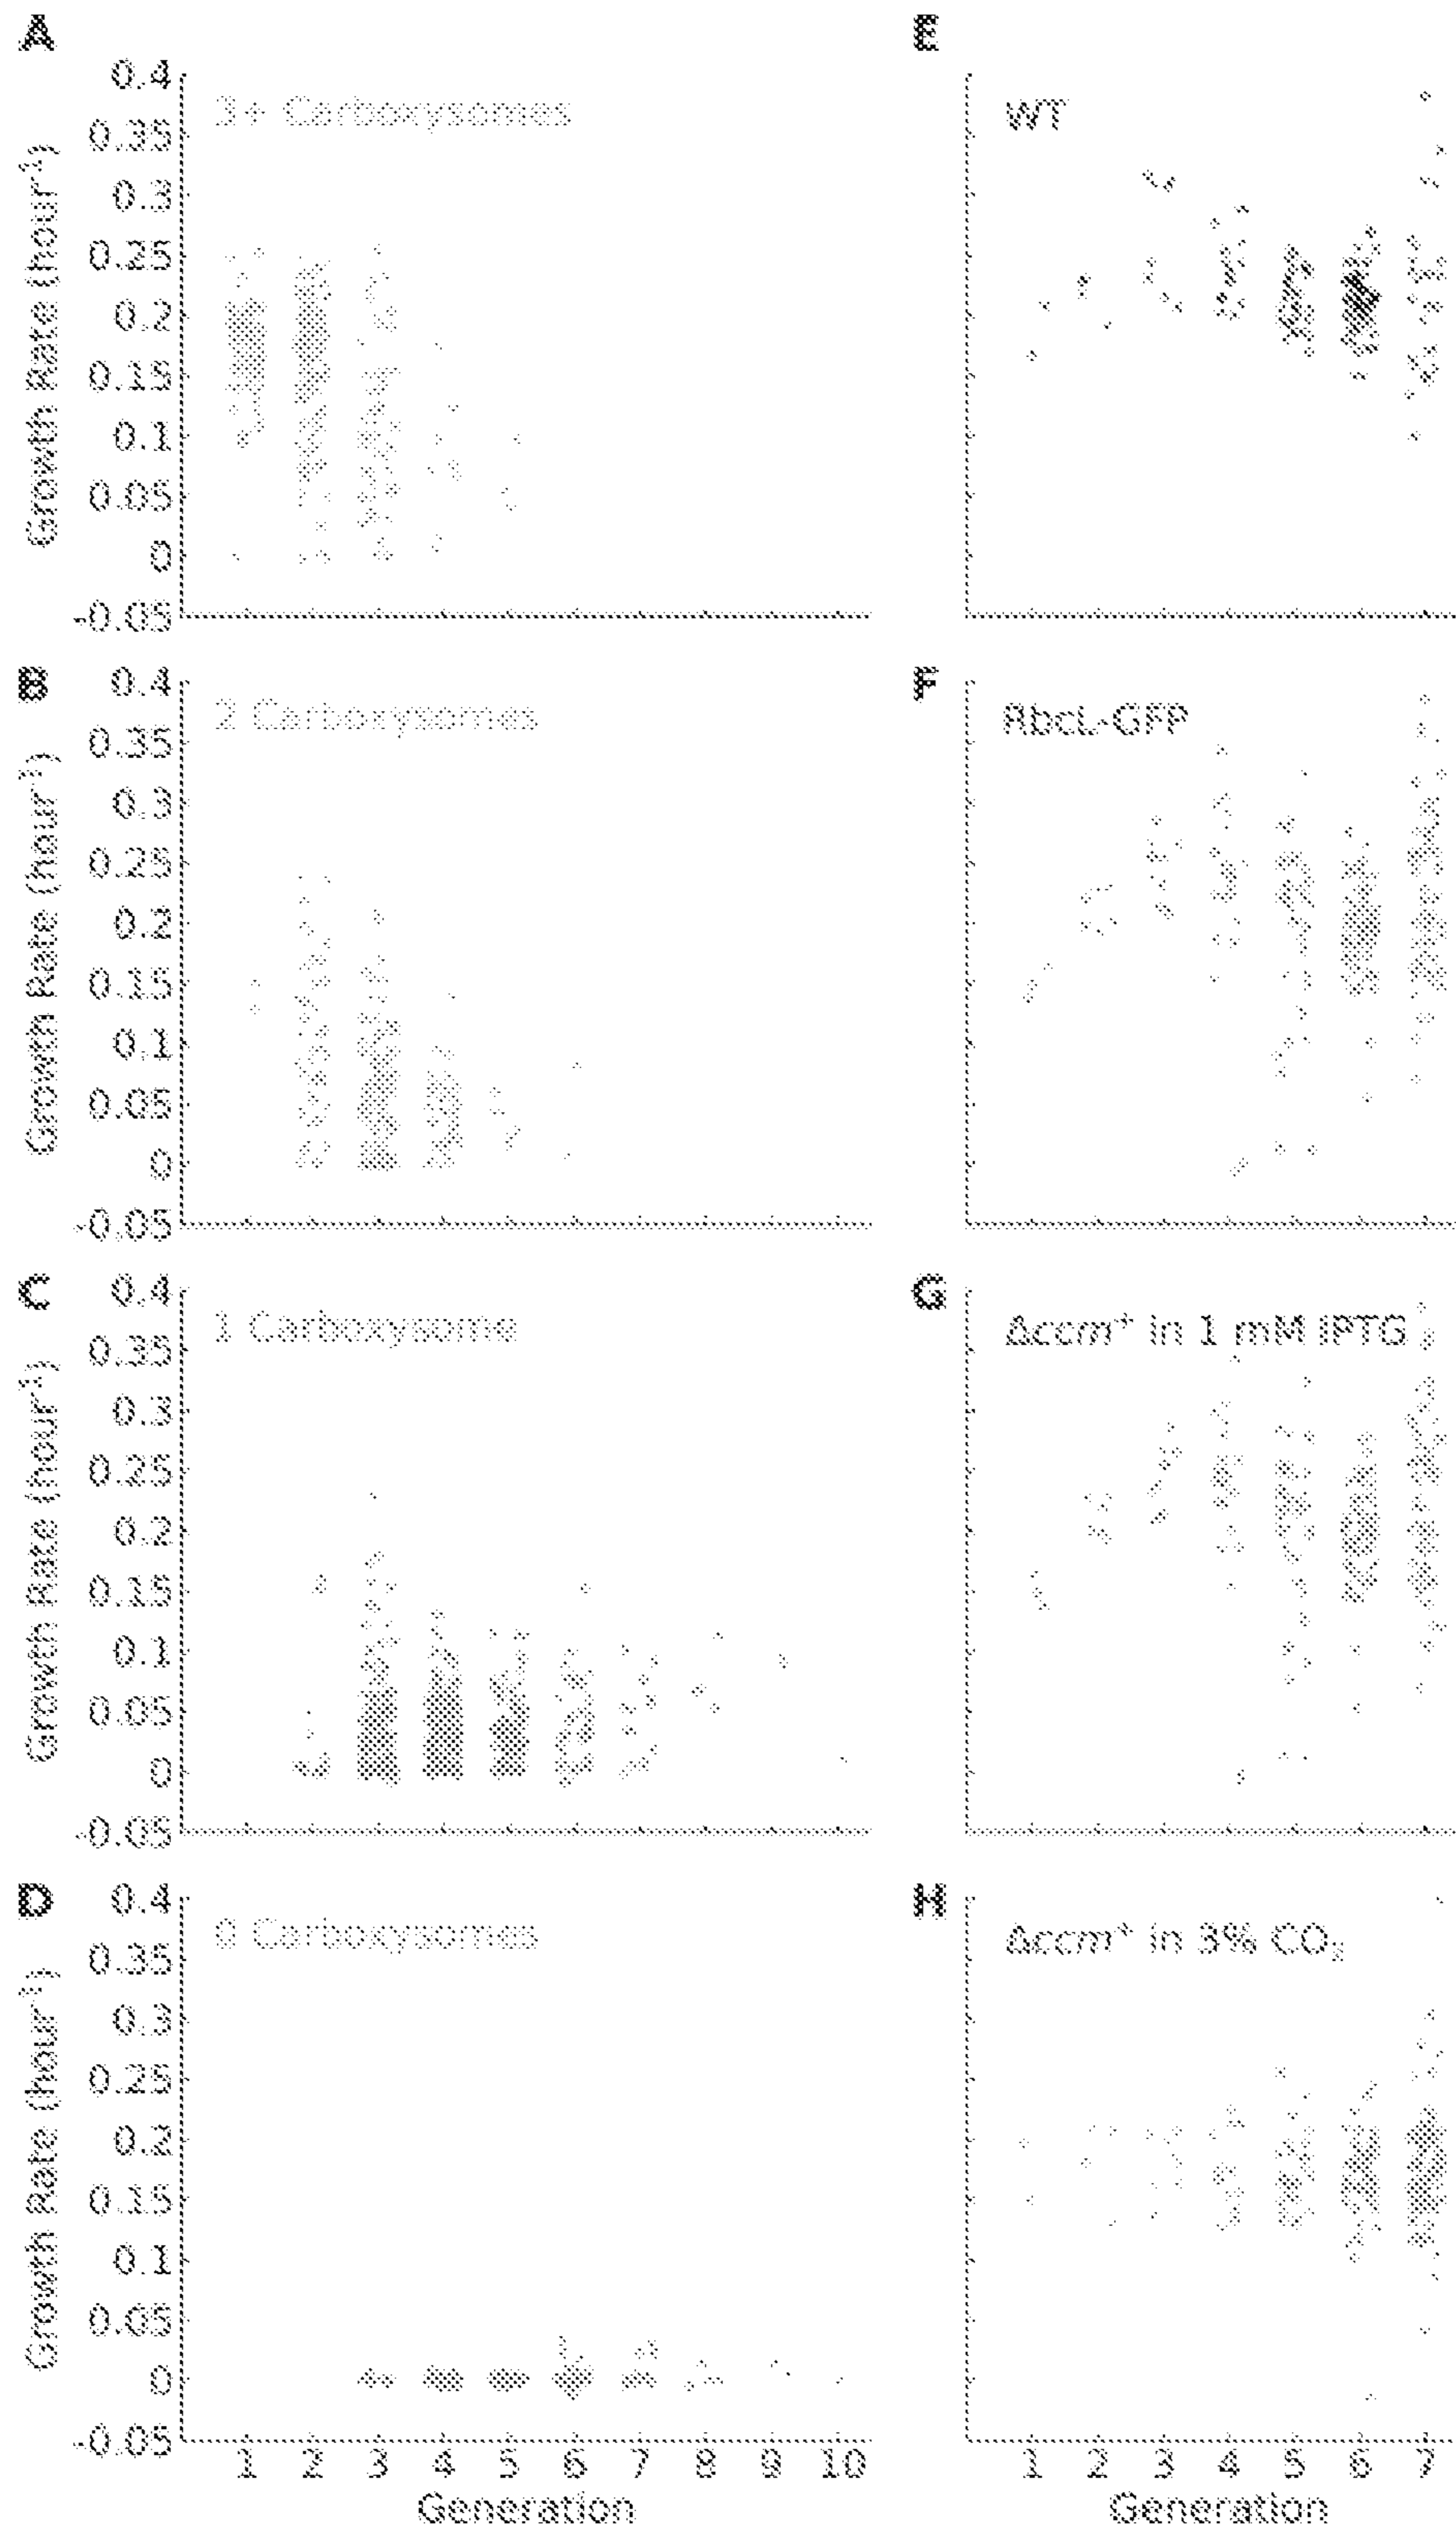 A
0.4
0.35
0.3
0.25
0.2
0.15
0.1
0.05
0
-0.05
Growth Rate (hour-1)
3+ Carboxysomes
B
0.4
0.35
0.3
0.25
0.2
0.15
0.1
0.05
0
-0.05
Growth Rate (hour-1)
2 Carboxysomes
C
0.4
0.35
0.3
0.25
0.2
0.15
0.1
0.05
0
-0.05
Growth Rate (hour-1)
1 Carboxysome
D
0.4
0.35
0.3
0.25
0.2
0.15
0.1
0.05
0
-0.05
Growth Rate (hour-1)
0 Carboxysomes
1 2 3 4 5 6 7 8 9 10
Generation
E
WT
F
RbcL-GFP
G
Δccm+ in 1 mM IPTG
H
Δccm+ in 3% CO2
1 2 3 4 5 6 7
Generation